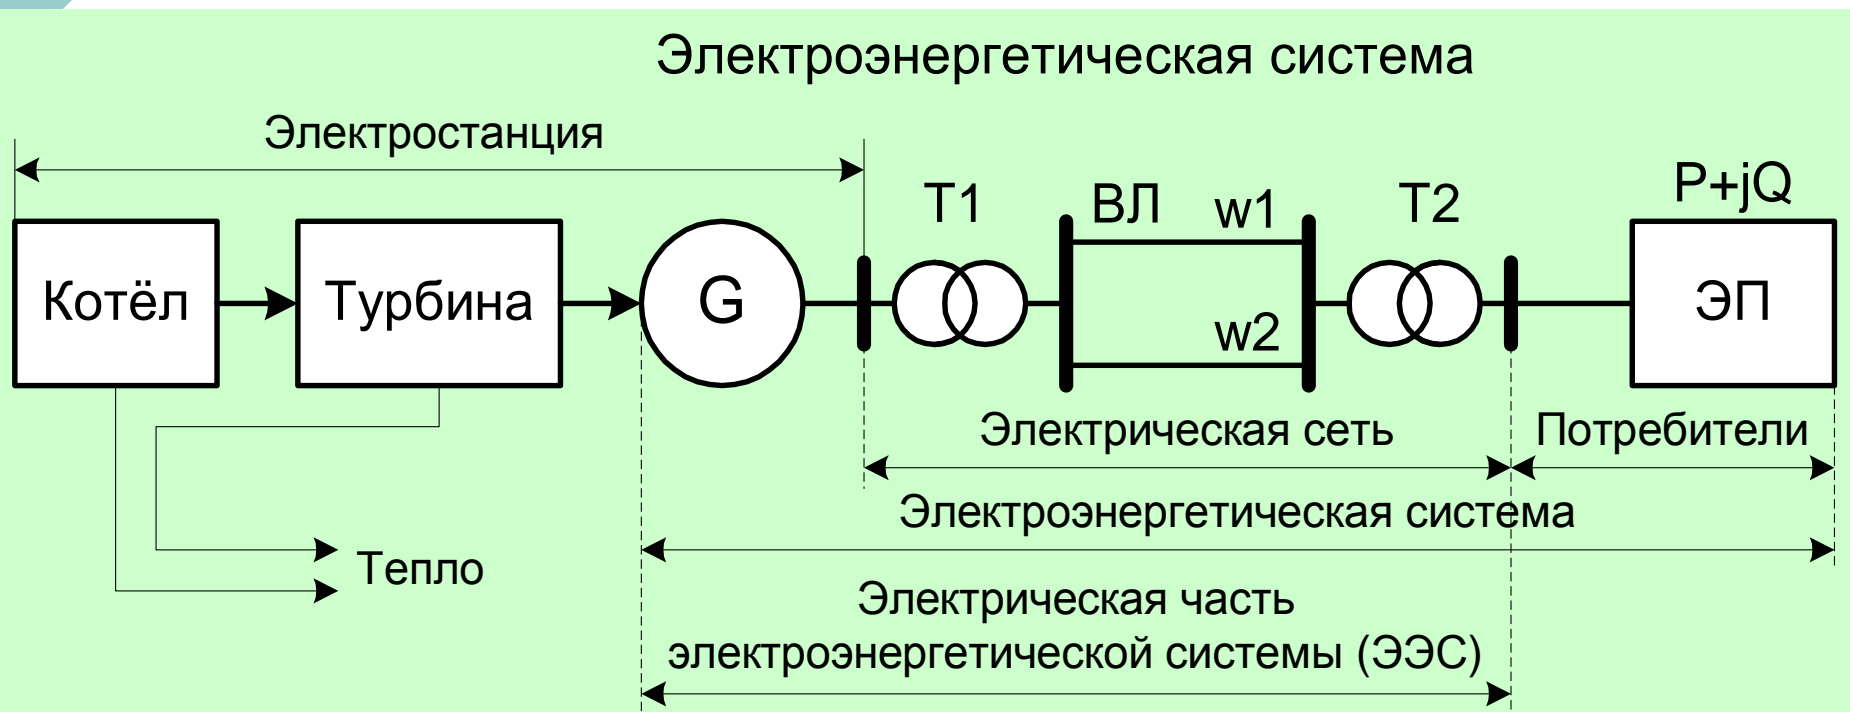 Электроэнергетическая система
Электростанция
P+jQ
T1
ВЛ
w1
T2
Котёл
Турбина
G
ЭП
w2
Электрическая сеть
Потребители
Электроэнергетическая система
Тепло
Электрическая часть
электроэнергетической системы (ЭЭС)